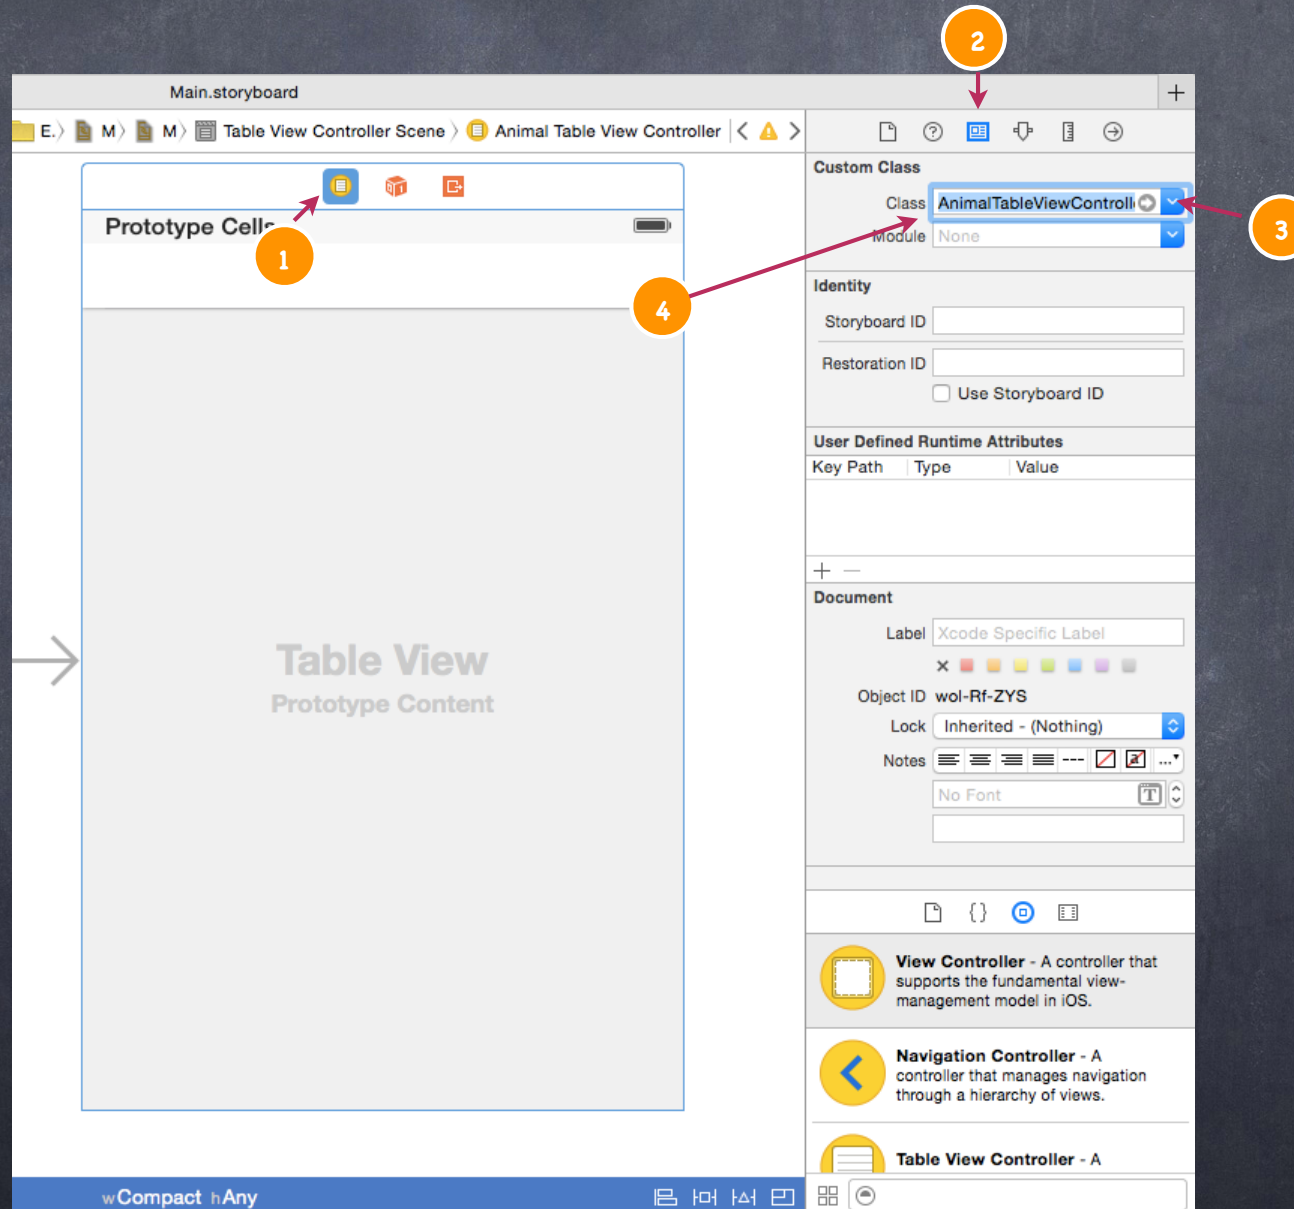 2
Main.storyboard
E. M M Table View Controller Scene Animal Table View Controller
Custom Class
Class AnimalTableViewControll
3
Module None
Prototype Cells
1
4
Identity
Storyboard ID
Restoration ID
Use Storyboard ID
User Defined Runtime Attributes
Key Path Type Value
Document
Label Xcode Specific Label
Object ID wol-Rf-ZYS
Lock Inherited - (Nothing)
Notes
No Font
Table View
Prototype Content
View Controller - A controller that
supports the fundamental view-
management model in iOS.
Navigation Controller - A
controller that manages navigation
through a hierarchy of views.
Table View Controller - A
wCompact hAny